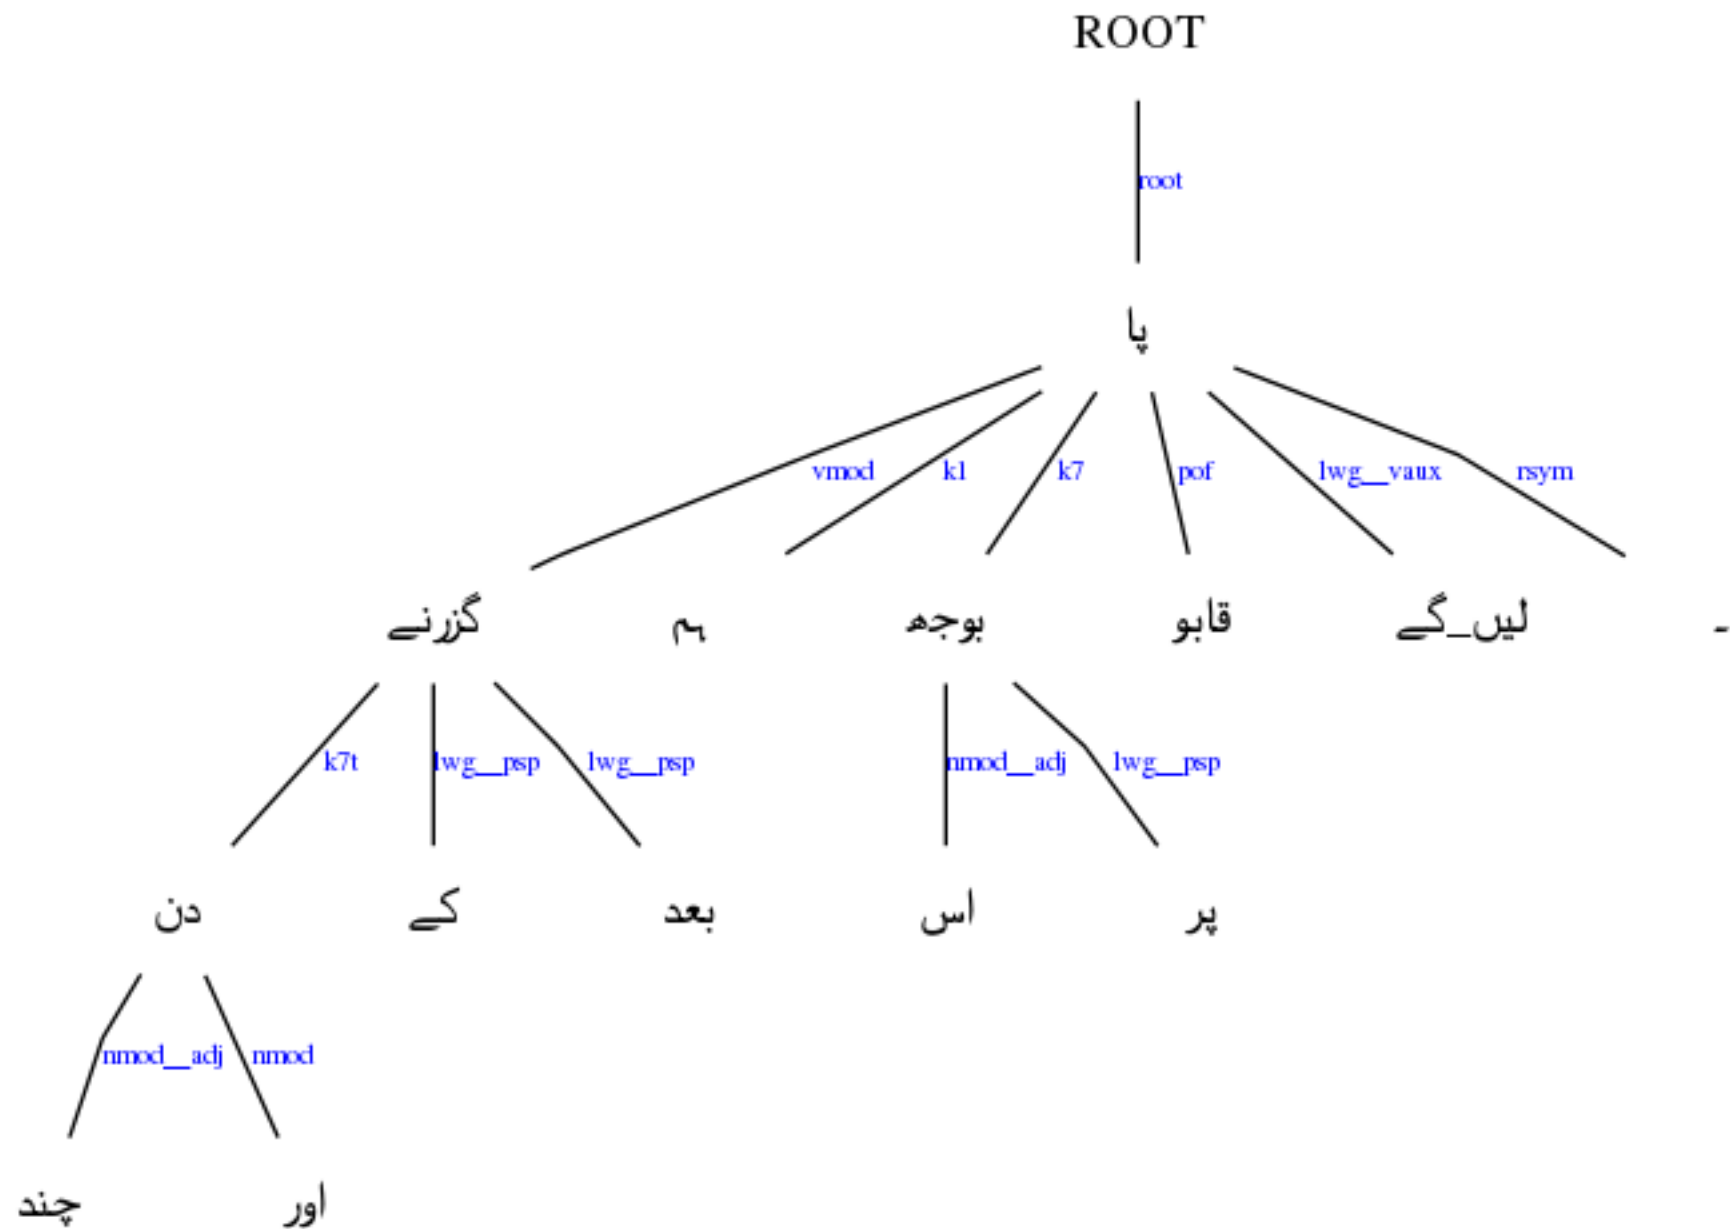 ROOT
root
پا
vmod k1 k7 pof lwg__vaux rsym
گزرنے ہم بوجھ قابو لیں_گے ۔
k7t lwg__psp lwg__psp nmod__adj lwg__psp
دن کے بعد اس پر
nmod__adj nmod
چند اور